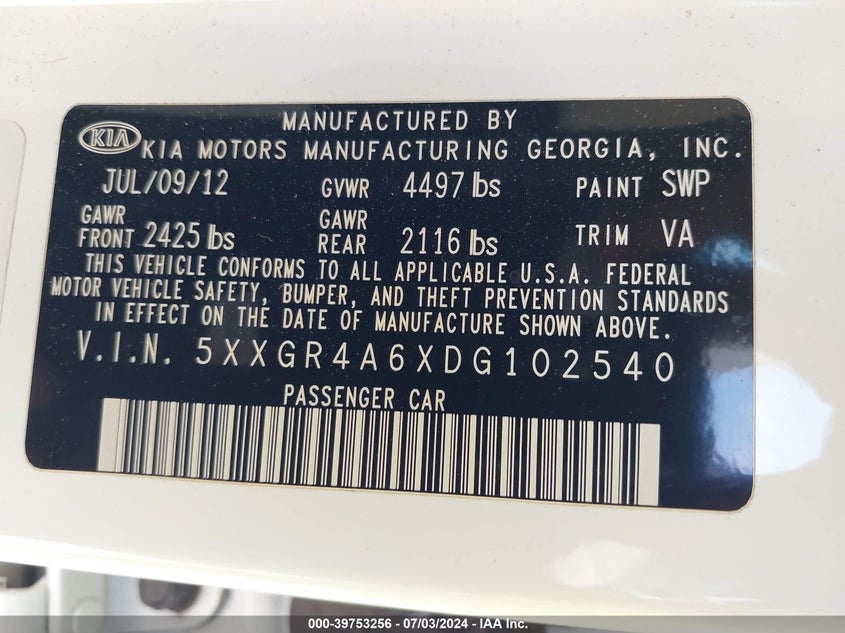 MANUFACTURED BY
KIA KIA MOTORS MANUFACTURING GEORGIA, INC.
JUL/09/12 GVWR 4497 lbs PAINT SWP
GAWR FRONT 2425 lbs GAWR REAR 2116 lbs TRIM VA
THIS VEHICLE CONFORMS TO ALL APPLICABLE U.S.A. FEDERAL
MOTOR VEHICLE SAFETY, BUMPER, AND THEFT PREVENTION STANDARDS
IN EFFECT ON THE DATE OF MANUFACTURE SHOWN ABOVE.
V.I.N. 5XXGR4A6XDG102540
PASSENGER CAR
000-39753256 - 07/03/2024 - IAA Inc.